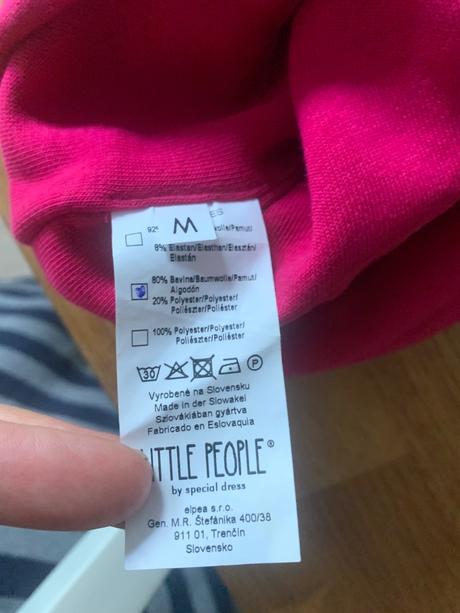 M
ES
92%
8% Elastan/Elasthan/Elasztán/
Elastán
80% Bavlna/Baumwolle/Pamut/
Algodón
20% Polyester/Polyester/
Poliészter/Poliéster
100% Polyester/Polyester/
Poliészter/Poliéster
30
P
Vyrobené na Slovensku
Made in der Slowakei
Szlovákiában gyártva
Fabricado en Eslovaquia
LITTLE PEOPLE®
by special dress
elpea s.r.o.
Gen. M.R. Štefánika 400/38
911 01, Trenčín
Slovensko